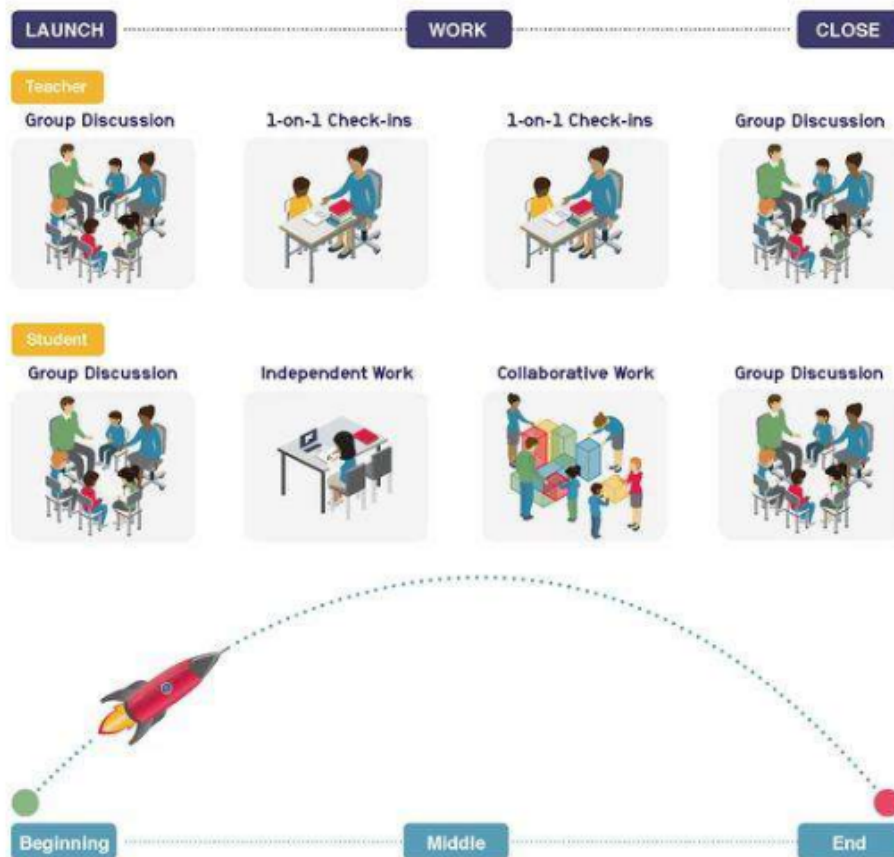 LAUNCH WORK CLOSE
Teacher
Group Discussion 1-on-1 Check-ins 1-on-1 Check-ins Group Discussion
Student
Group Discussion Independent Work Collaborative Work Group Discussion
Beginning Middle End